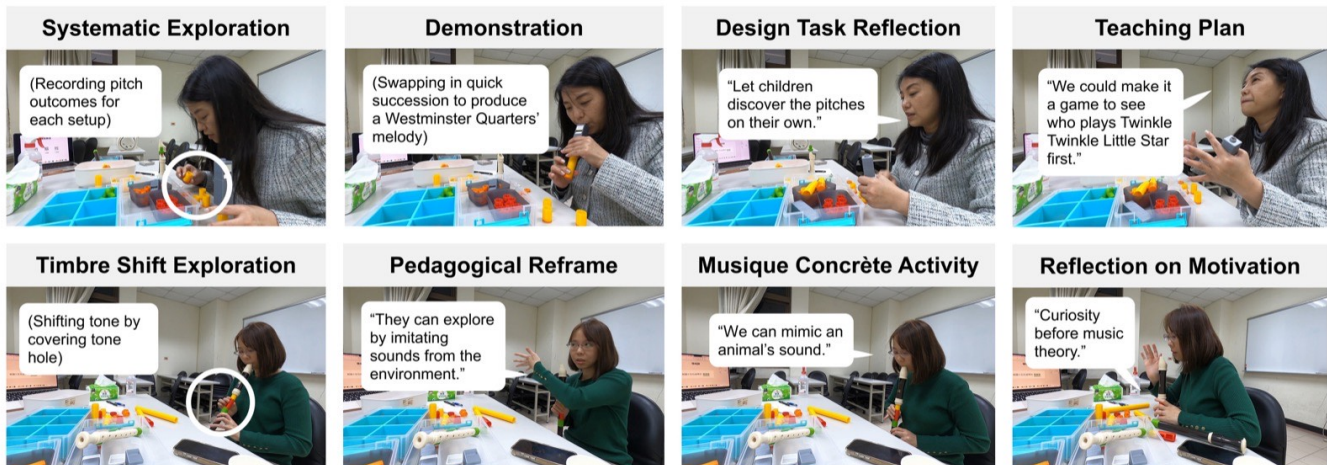 Systematic Exploration
(Recording pitch
outcomes for
each setup)
Demonstration
(Swapping in quick
succession to produce
a Westminster Quarters'
melody)
Design Task Reflection
“Let children
discover the pitches
on their own.”
Teaching Plan
“We could make it
a game to see
who plays Twinkle
Twinkle Little Star
first.”
Timbre Shift Exploration
(Shifting tone by
covering tone
hole)
Pedagogical Reframe
“They can explore
by imitating
sounds from the
environment.”
Musique Concrète Activity
“We can mimic an
animal’s sound.”
Reflection on Motivation
“Curiosity
before music
theory.”